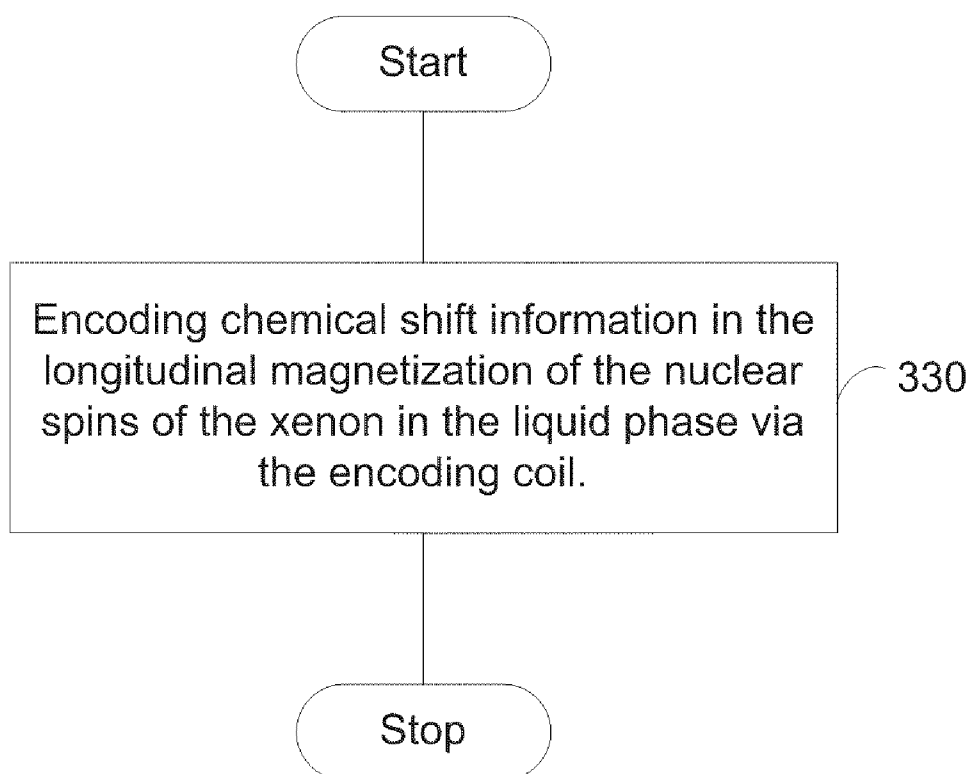 Start
Encoding chemical shift information in the
longitudinal magnetization of the nuclear
spins of the xenon in the liquid phase via
the encoding coil.
330
Stop